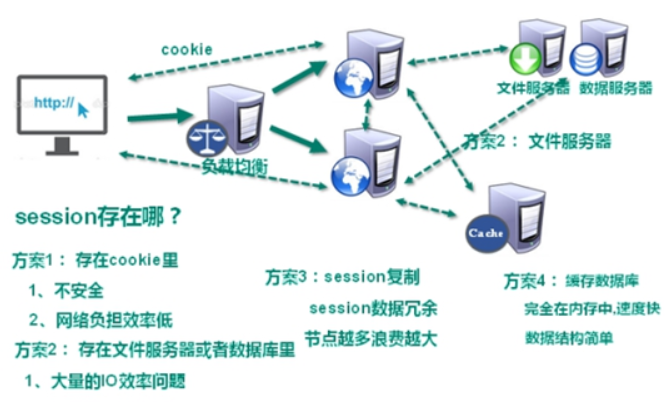 cookie
http://
文件服务器
数据服务器
负载均衡
方案2： 文件服务器
Cache
session存在哪？
方案1： 存在cookie里
1、不安全
2、网络负担效率低
方案2： 存在文件服务器或者数据库里
1、大量的IO效率问题
方案3：session复制
session数据冗余
节点越多浪费越大
方案4： 缓存数据库
完全在内存中,速度快
数据结构简单